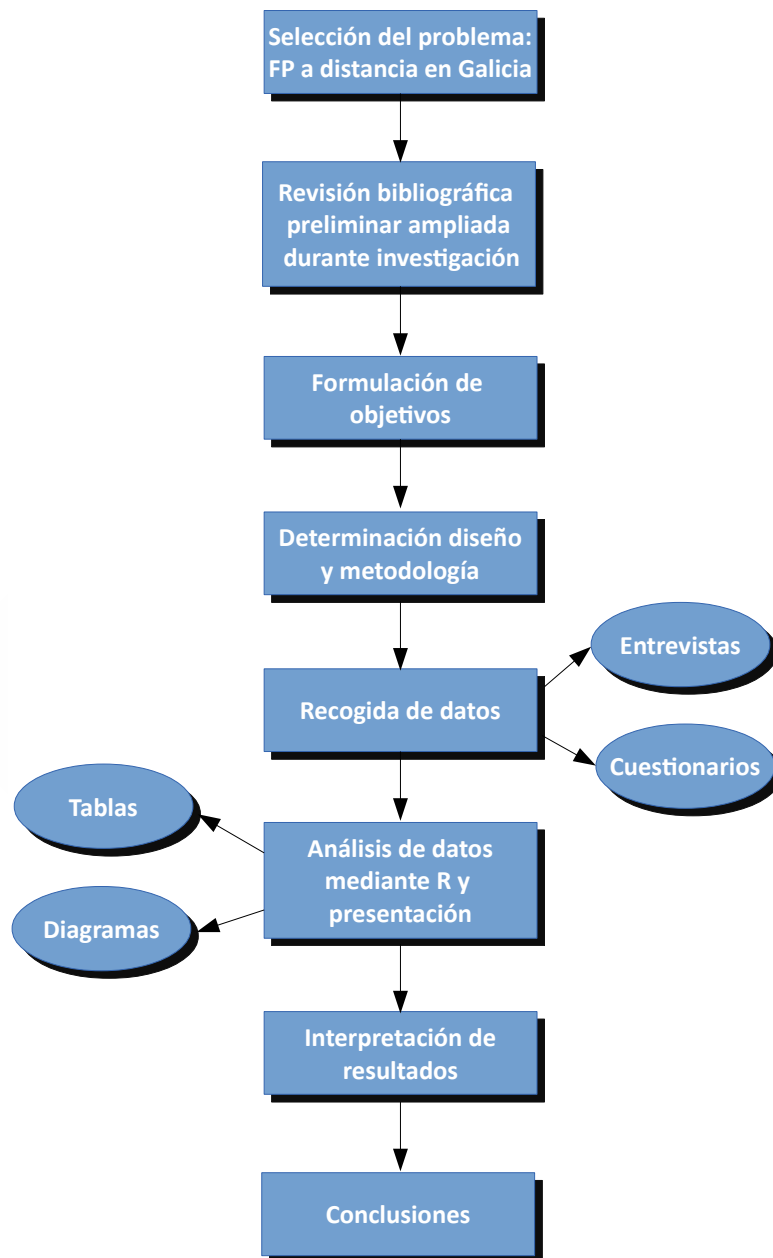 Selección del problema:
FP a distancia en Galicia
Revisión bibliográfica
preliminar ampliada
durante investigación
Formulación de
objetivos
Determinación diseño
y metodología
Entrevistas
Recogida de datos
Cuestionarios
Tablas
Análisis de datos
mediante R y
presentación
Diagramas
Interpretación de
resultados
Conclusiones